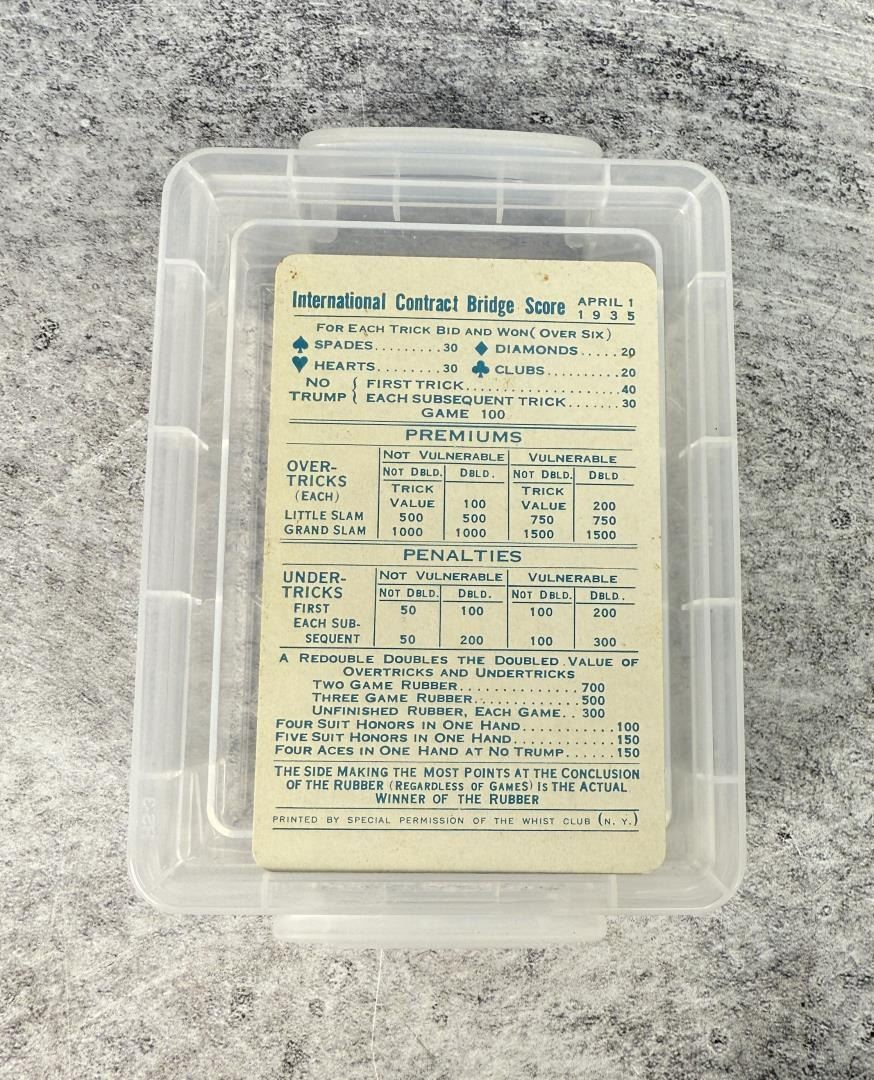 International Contract Bridge Score APRIL 1 1935
FOR EACH TRICK BID AND WON (OVER SIX)
♠ SPADES.........30 ♦ DIAMONDS.....20
♥ HEARTS........30 ♣ CLUBS.........20
NO TRUMP { FIRST TRICK....................40
EACH SUBSEQUENT TRICK.......30
GAME 100
PREMIUMS
NOT VULNERABLE VULNERABLE
OVER-TRICKS (EACH) NOT DBLD. DBLD. NOT DBLD. DBLD
TRICK VALUE 100 TRICK VALUE 200
LITTLE SLAM 500 500 750 750
GRAND SLAM 1000 1000 1500 1500
PENALTIES
NOT VULNERABLE VULNERABLE
UNDER-TRICKS NOT DBLD. DBLD. NOT DBLD. DBLD.
FIRST 50 100 100 200
EACH SUB-SEQUENT 50 200 100 300
A REDOUBLE DOUBLES THE DOUBLED VALUE OF
OVERTRICKS AND UNDERTRICKS
TWO GAME RUBBER...............700
THREE GAME RUBBER.............500
UNFINISHED RUBBER, EACH GAME..300
FOUR SUIT HONORS IN ONE HAND...........100
FIVE SUIT HONORS IN ONE HAND............150
FOUR ACES IN ONE HAND AT NO TRUMP......150
THE SIDE MAKING THE MOST POINTS AT THE CONCLUSION
OF THE RUBBER (REGARDLESS OF GAMES) IS THE ACTUAL
WINNER OF THE RUBBER
PRINTED BY SPECIAL PERMISSION OF THE WHIST CLUB (N. Y.)